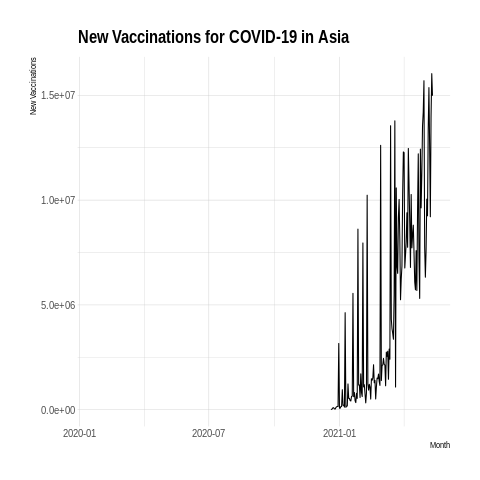 New Vaccinations for COVID-19 in Asia
New Vaccinations
1.5e+07
1.0e+07
5.0e+06
0.0e+00
2020-01
2020-07
2021-01
Month